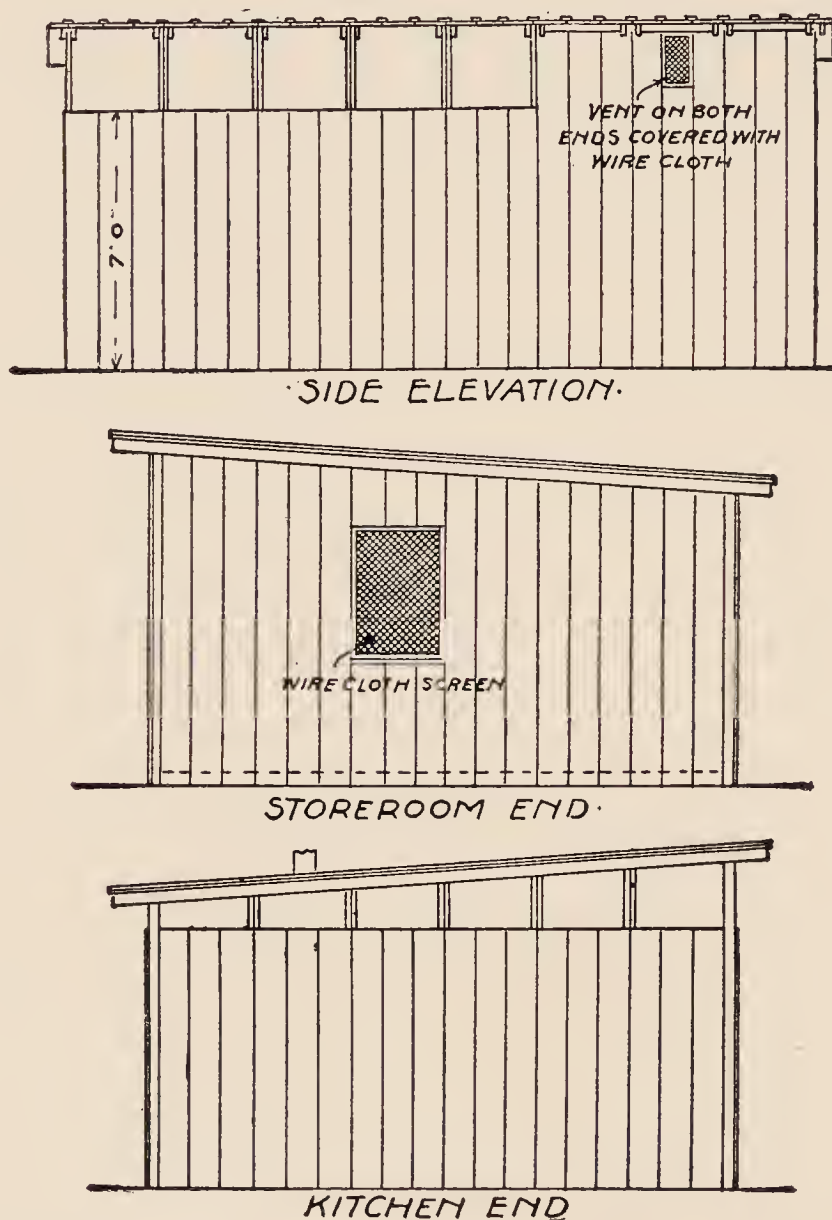 VENT ON BOTH
ENDS COVERED WITH
WIRE CLOTH
7'0"
·SIDE ELEVATION·
WIRE CLOTH SCREEN
STOREROOM END·
KITCHEN END